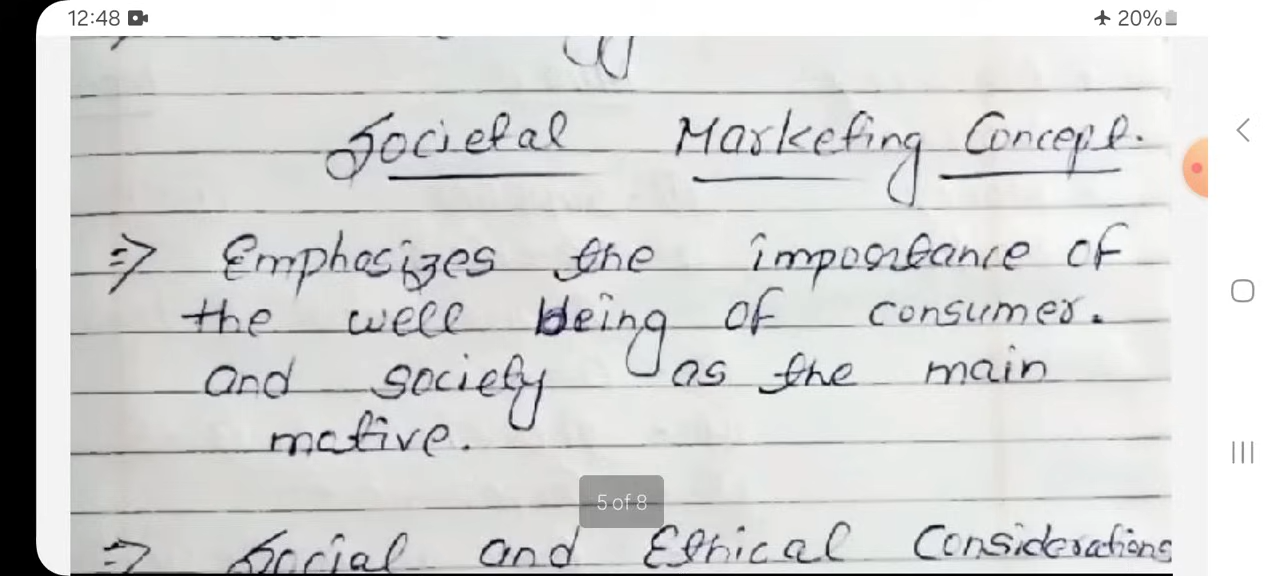 12:48 20%
Societal Marketing Concept.
⇒ Emphasizes the importance of
the well being of consumer.
and society as the main
motive.
5 of 8
⇒ Social and Ethical Considerations